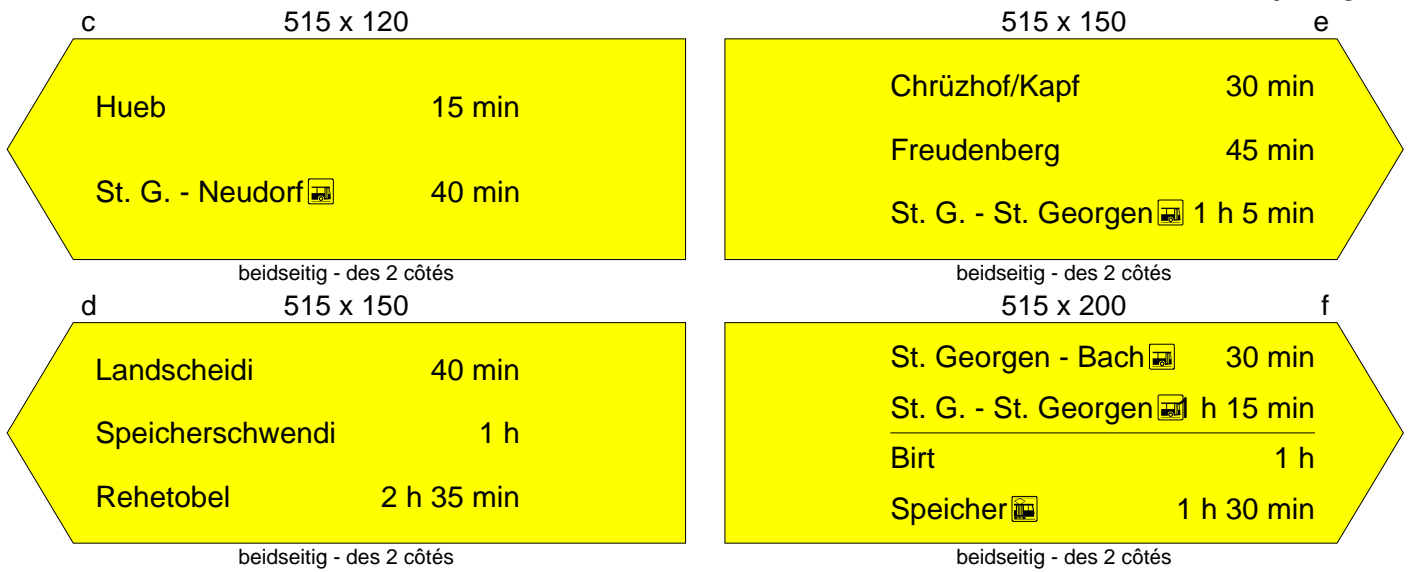 c 515 x 120
Hueb 15 min
St. G. - Neudorf 40 min
beidseitig - des 2 côtés
515 x 150 e
Chrüzhof/Kapf 30 min
Freudenberg 45 min
St. G. - St. Georgen 1 h 5 min
beidseitig - des 2 côtés
d 515 x 150
Landscheidi 40 min
Speicherschwendi 1 h
Rehetobel 2 h 35 min
beidseitig - des 2 côtés
515 x 200 f
St. Georgen - Bach 30 min
St. G. - St. Georgen 1 h 15 min
Birt 1 h
Speicher 1 h 30 min
beidseitig - des 2 côtés